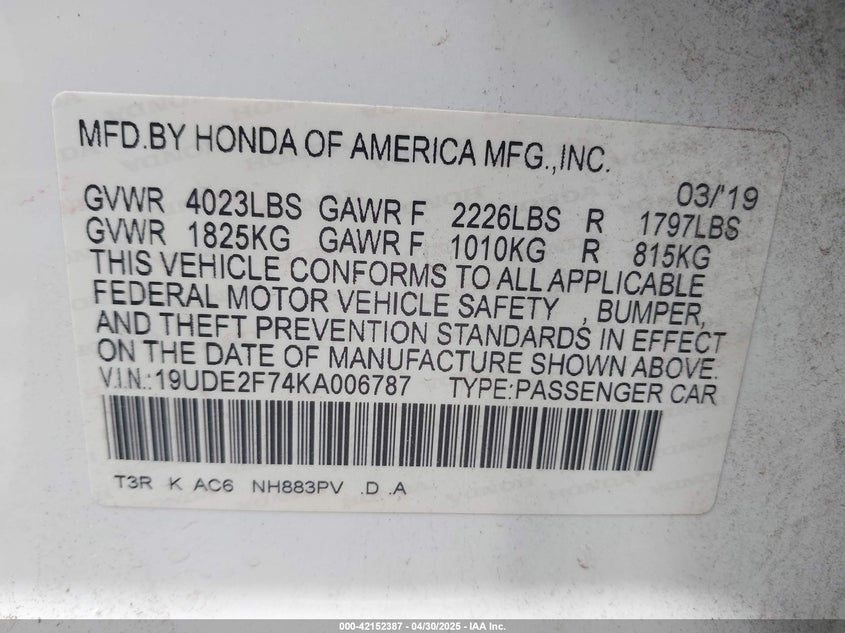 MFD.BY HONDA OF AMERICA MFG.,INC.
03/'19
GVWR 4023LBS GAWR F 2226LBS R 1797LBS
GVWR 1825KG GAWR F 1010KG R 815KG
THIS VEHICLE CONFORMS TO ALL APPLICABLE
FEDERAL MOTOR VEHICLE SAFETY , BUMPER,
AND THEFT PREVENTION STANDARDS IN EFFECT
ON THE DATE OF MANUFACTURE SHOWN ABOVE.
V.I.N.:19UDE2F74KA006787 TYPE:PASSENGER CAR
T3R K AC6 NH883PV .D .A
000-42152387 - 04/30/2025 - IAA Inc.